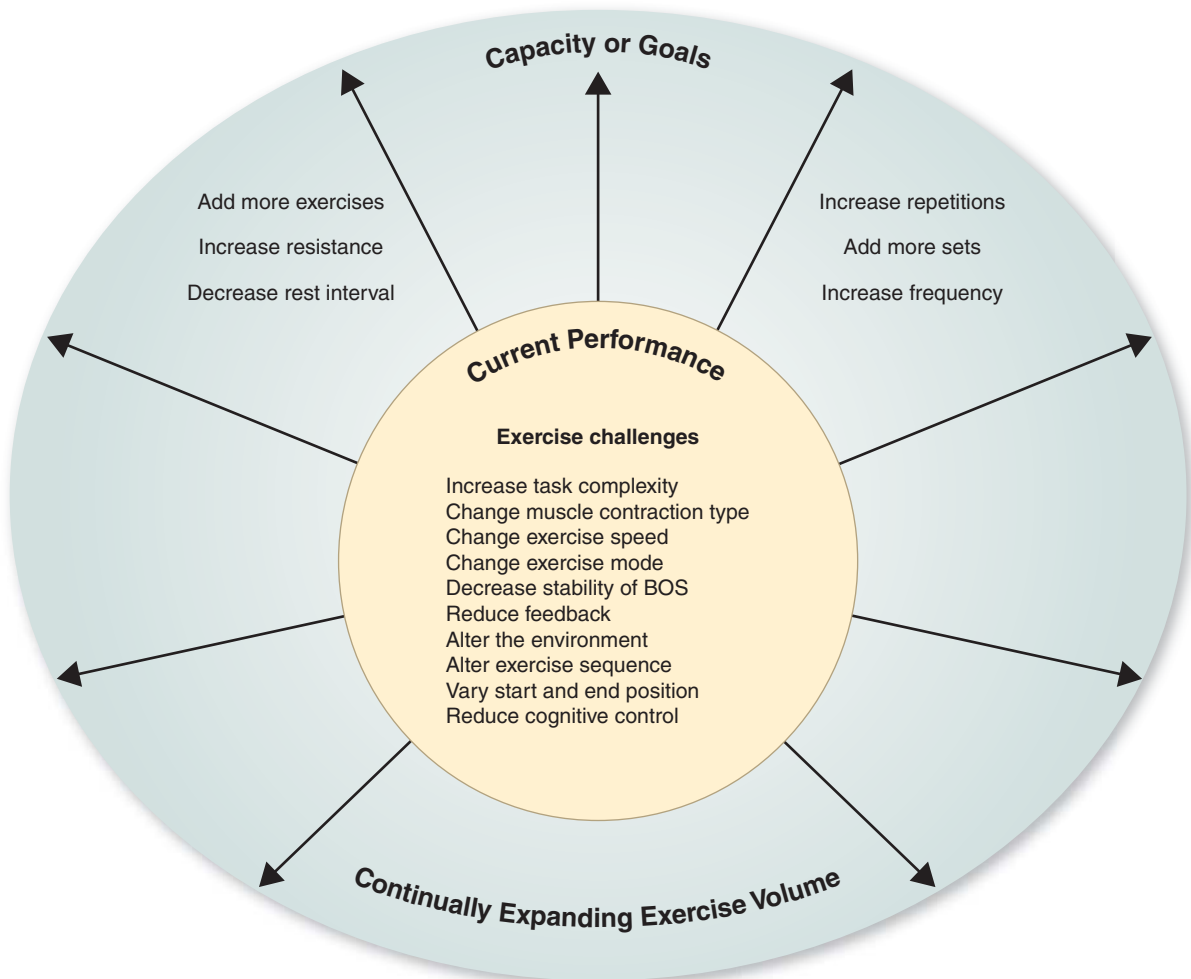 Capacity or Goals
Add more exercises
Increase resistance
Decrease rest interval
Increase repetitions
Add more sets
Increase frequency
Current Performance
Exercise challenges
Increase task complexity
Change muscle contraction type
Change exercise speed
Change exercise mode
Decrease stability of BOS
Reduce feedback
Alter the environment
Alter exercise sequence
Vary start and end position
Reduce cognitive control
Continually Expanding Exercise Volume